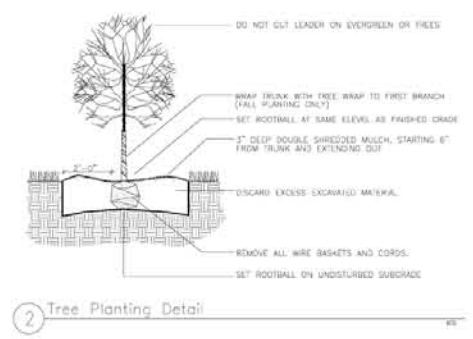 DO NOT CUT LEADER ON EVERGREEN OR TREES
WRAP TRUNK WITH TREE WRAP TO FIRST BRANCH
(FALL PLANTING ONLY)
SET ROOTBALL AT SAME ELEVEL AS FINISHED GRADE
3" DEEP DOUBLE SHREDDED MULCH, STARTING 6"
FROM TRUNK AND EXTENDING OUT
DISCARD EXCESS EXCAVATED MATERIAL
REMOVE ALL WIRE BASKETS AND CORDS.
SET ROOTBALL ON UNDISTURBED SUBGRADE
2 Tree Planting Detail